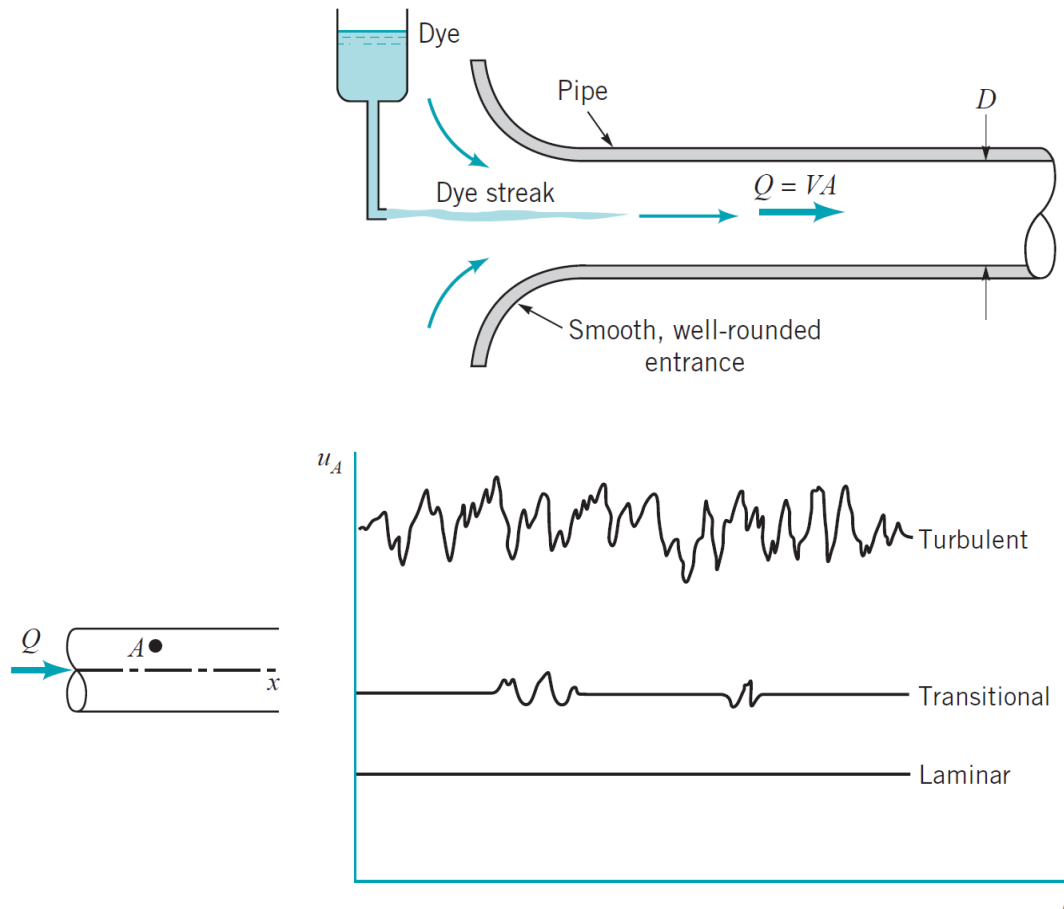 Dye
Pipe
D
Dye streak
Q = VA
Smooth, well-rounded
entrance
u_A
Turbulent
Q
A
x
Transitional
Laminar